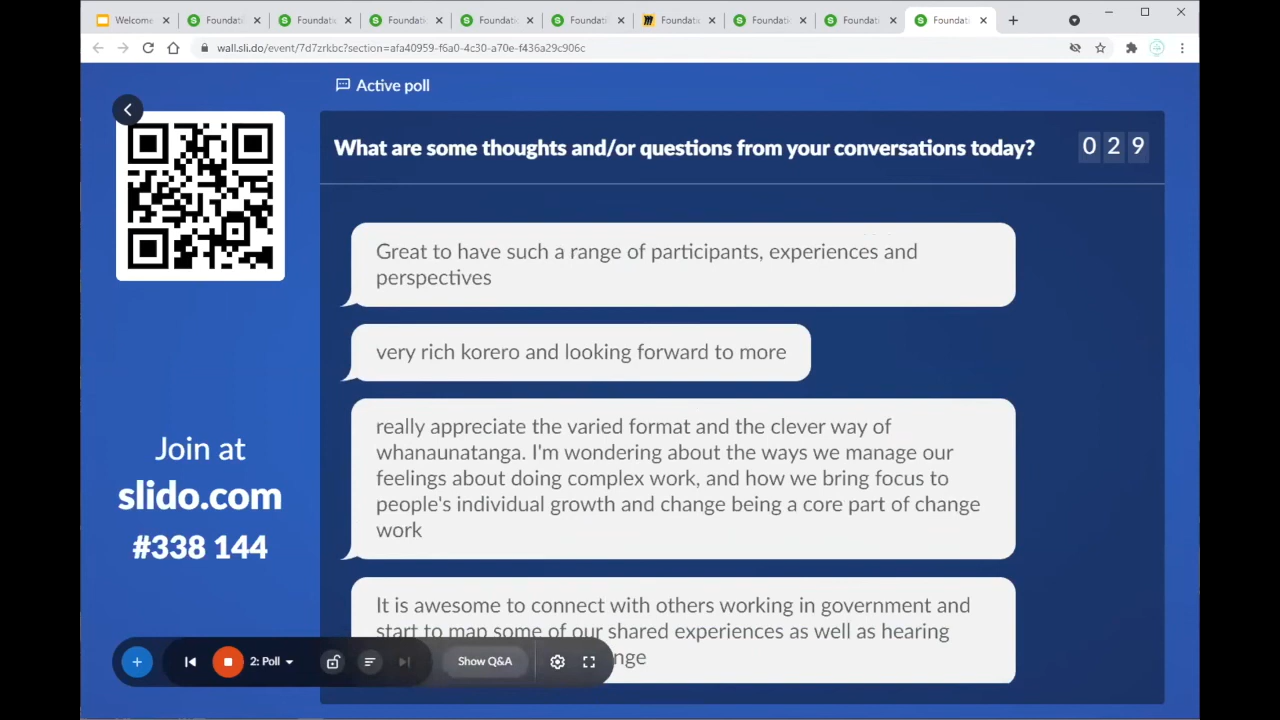 Welcome
Foundati
Foundati
Foundatio
Foundati
Foundati
Foundati
Foundatio
Foundati
Foundatio
wall.sli.do/event/7d7zrkbc?section=afa40959-f6a0-4c30-a70e-f436a29c906c
Active poll
What are some thoughts and/or questions from your conversations today?
0 2 9
Great to have such a range of participants, experiences and
perspectives
very rich korero and looking forward to more
really appreciate the varied format and the clever way of
whanaunatanga. I'm wondering about the ways we manage our
feelings about doing complex work, and how we bring focus to
people's individual growth and change being a core part of change
work
It is awesome to connect with others working in government and
start to map some of our shared experiences as well as hearing
nge
Join at
slido.com
#338 144
2: Poll
Show Q&A